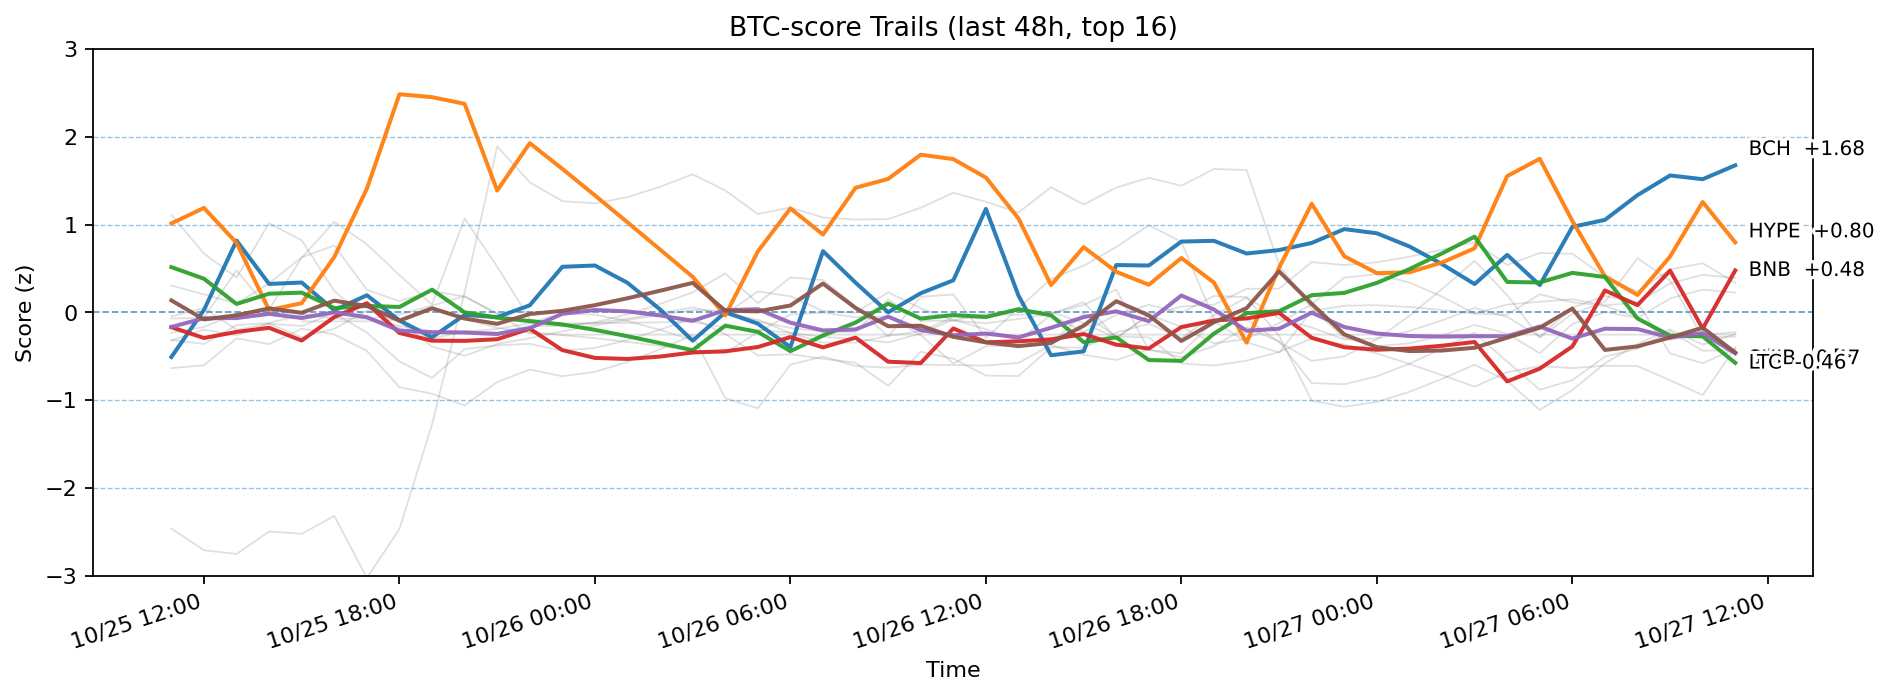 BTC-score Trails (last 48h, top 16)
Score (z)
3
2
1
0
−1
−2
−3
BCH +1.68
HYPE +0.80
BNB +0.48
LTC -0.46
10/25 12:00
10/25 18:00
10/26 00:00
10/26 06:00
10/26 12:00
10/26 18:00
10/27 00:00
10/27 06:00
10/27 12:00
Time